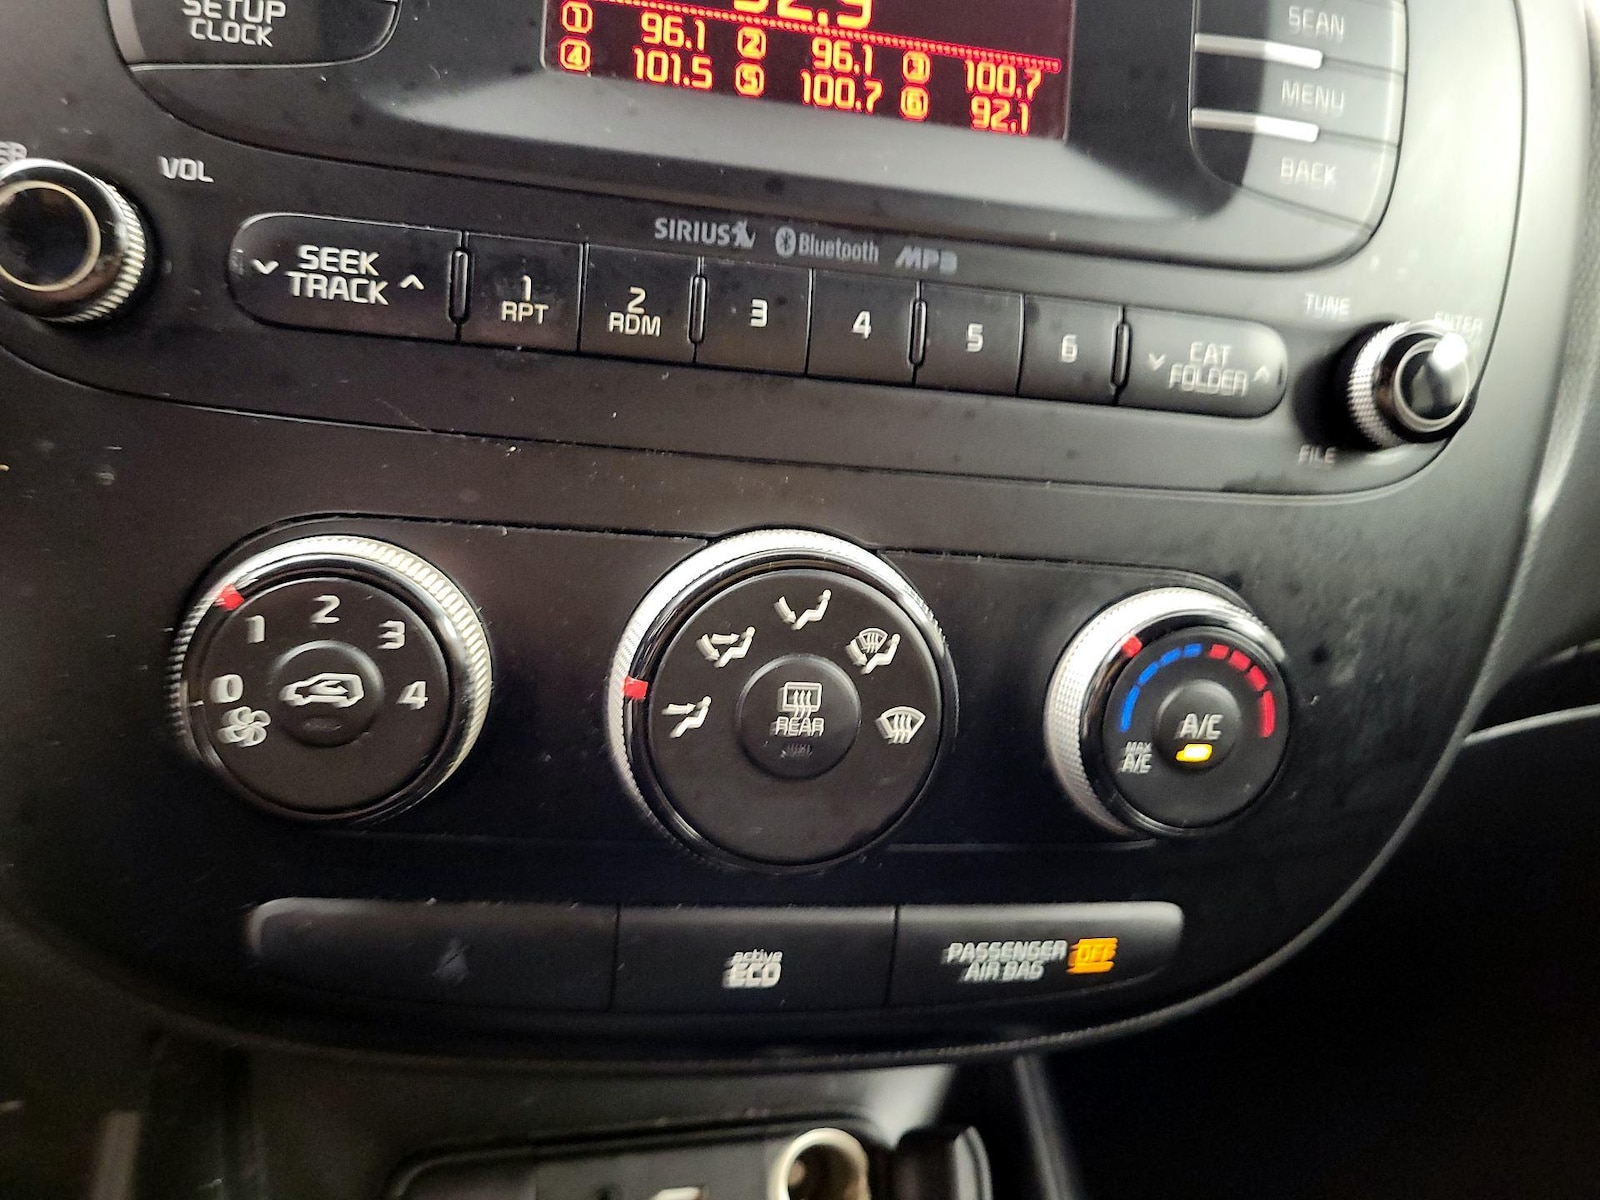 SETUP
CLOCK
① 96.1 ② 96.1 ③ 100.7
④ 101.5 ⑤ 100.7 ⑥ 92.1
SCAN
MENU
BACK
VOL
SIRIUS Bluetooth MP3
SEEK
TRACK
1
RPT
2
RDM
3
4
5
6
CAT
FOLDER
TUNE
ENTER
FILE
0 1 2 3 4
REAR
A/C
MAX
A/C
active
ECO
PASSENGER
AIR BAG
OFF